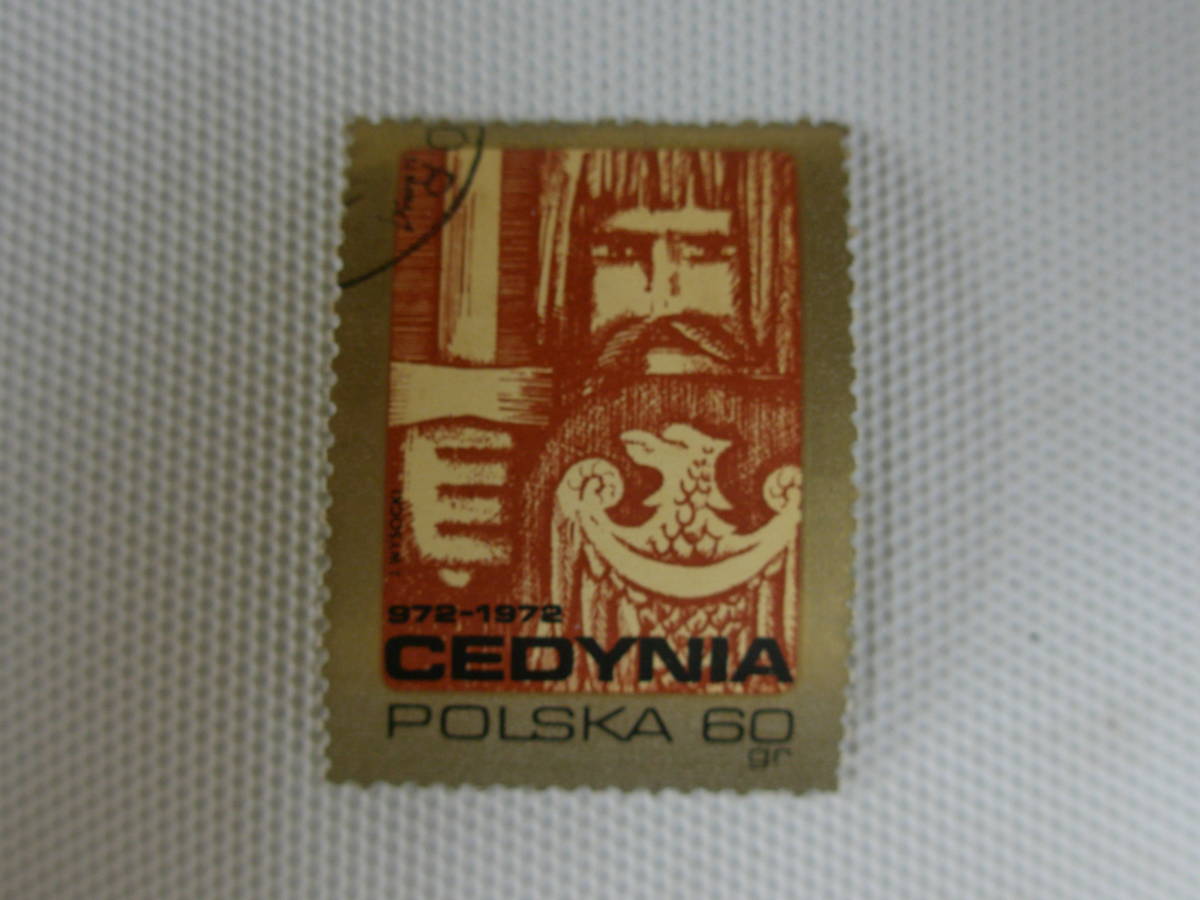 972-1972
CEDYNIA
POLSKA 60
gr